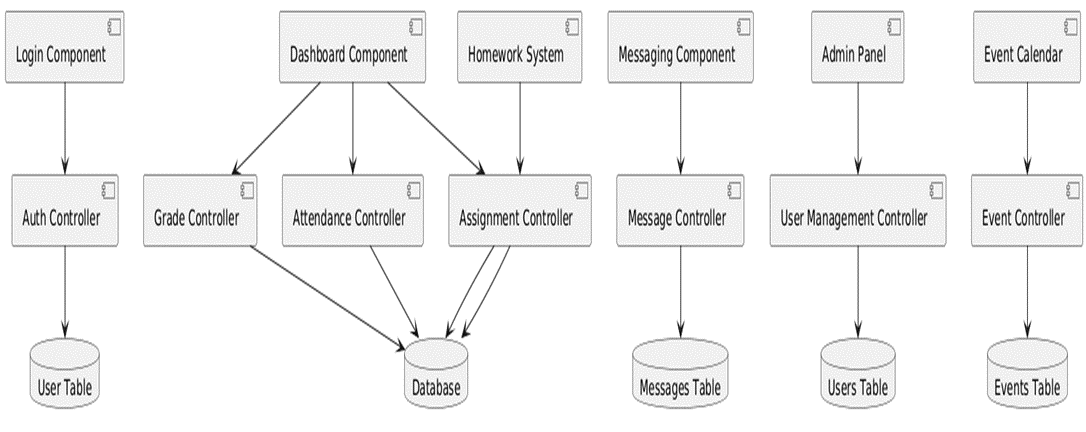 Login Component
Dashboard Component
Homework System
Messaging Component
Admin Panel
Event Calendar
Auth Controller
Grade Controller
Attendance Controller
Assignment Controller
Message Controller
User Management Controller
Event Controller
User Table
Database
Messages Table
Users Table
Events Table